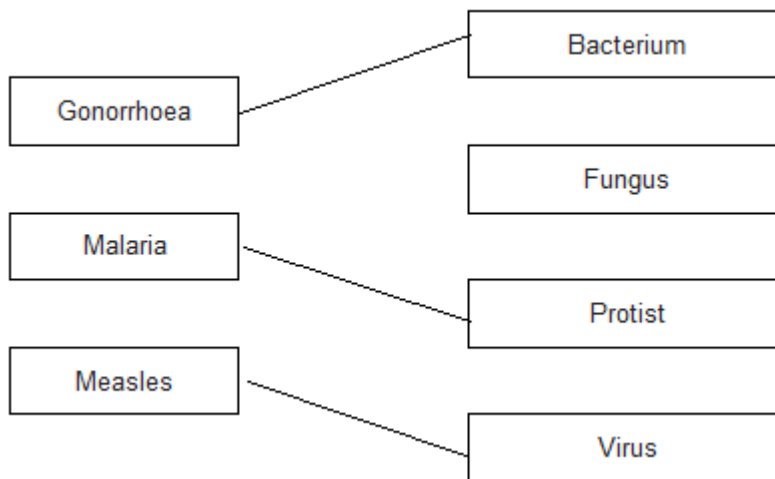 Bacterium
Gonorrhoea
Fungus
Malaria
Protist
Measles
Virus